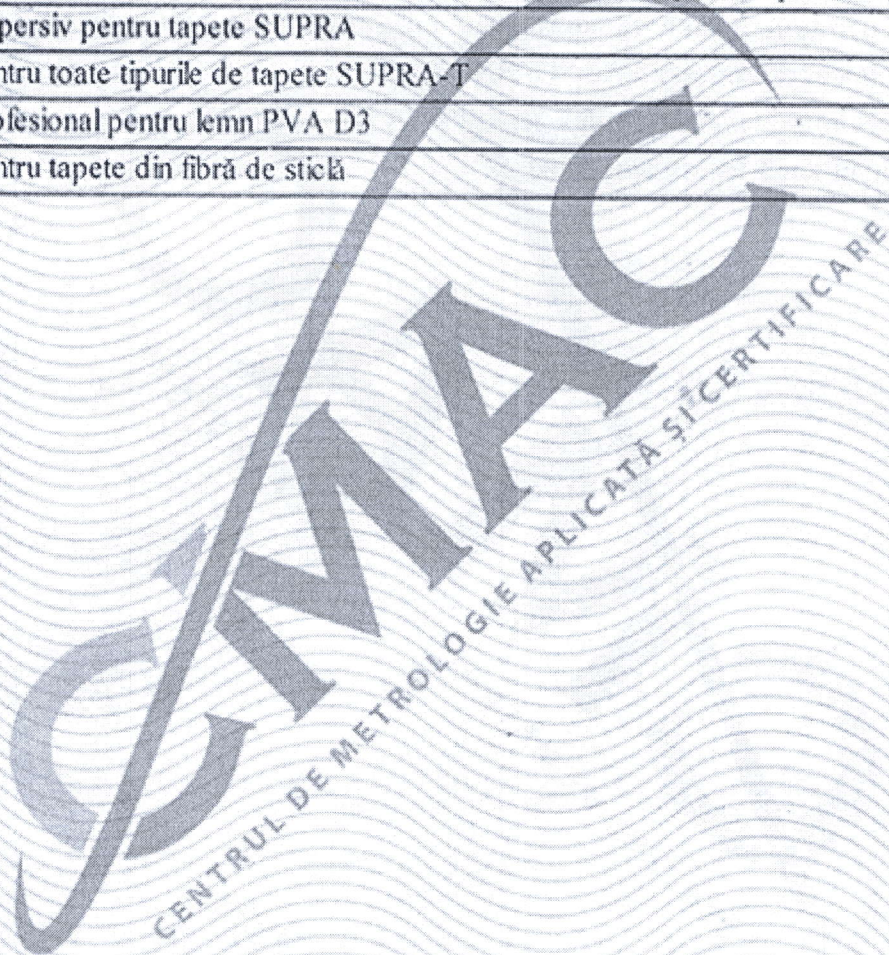 persiv pentru tapete SUPRA
ntru toate tipurile de tapete SUPRA-T
ofesional pentru lemn PVA D3
ntru tapete din fibră de sticlă
CMAC
CENTRUL DE METROLOGIE APLICATĂ ȘI CERTIFICARE